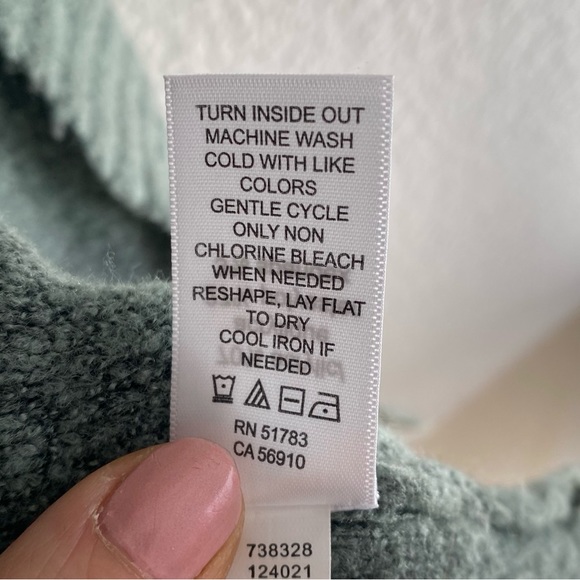 TURN INSIDE OUT
MACHINE WASH
COLD WITH LIKE
COLORS
GENTLE CYCLE
ONLY NON
CHLORINE BLEACH
WHEN NEEDED
RESHAPE, LAY FLAT
TO DRY
COOL IRON IF
NEEDED
RN 51783
CA 56910
738328
124021